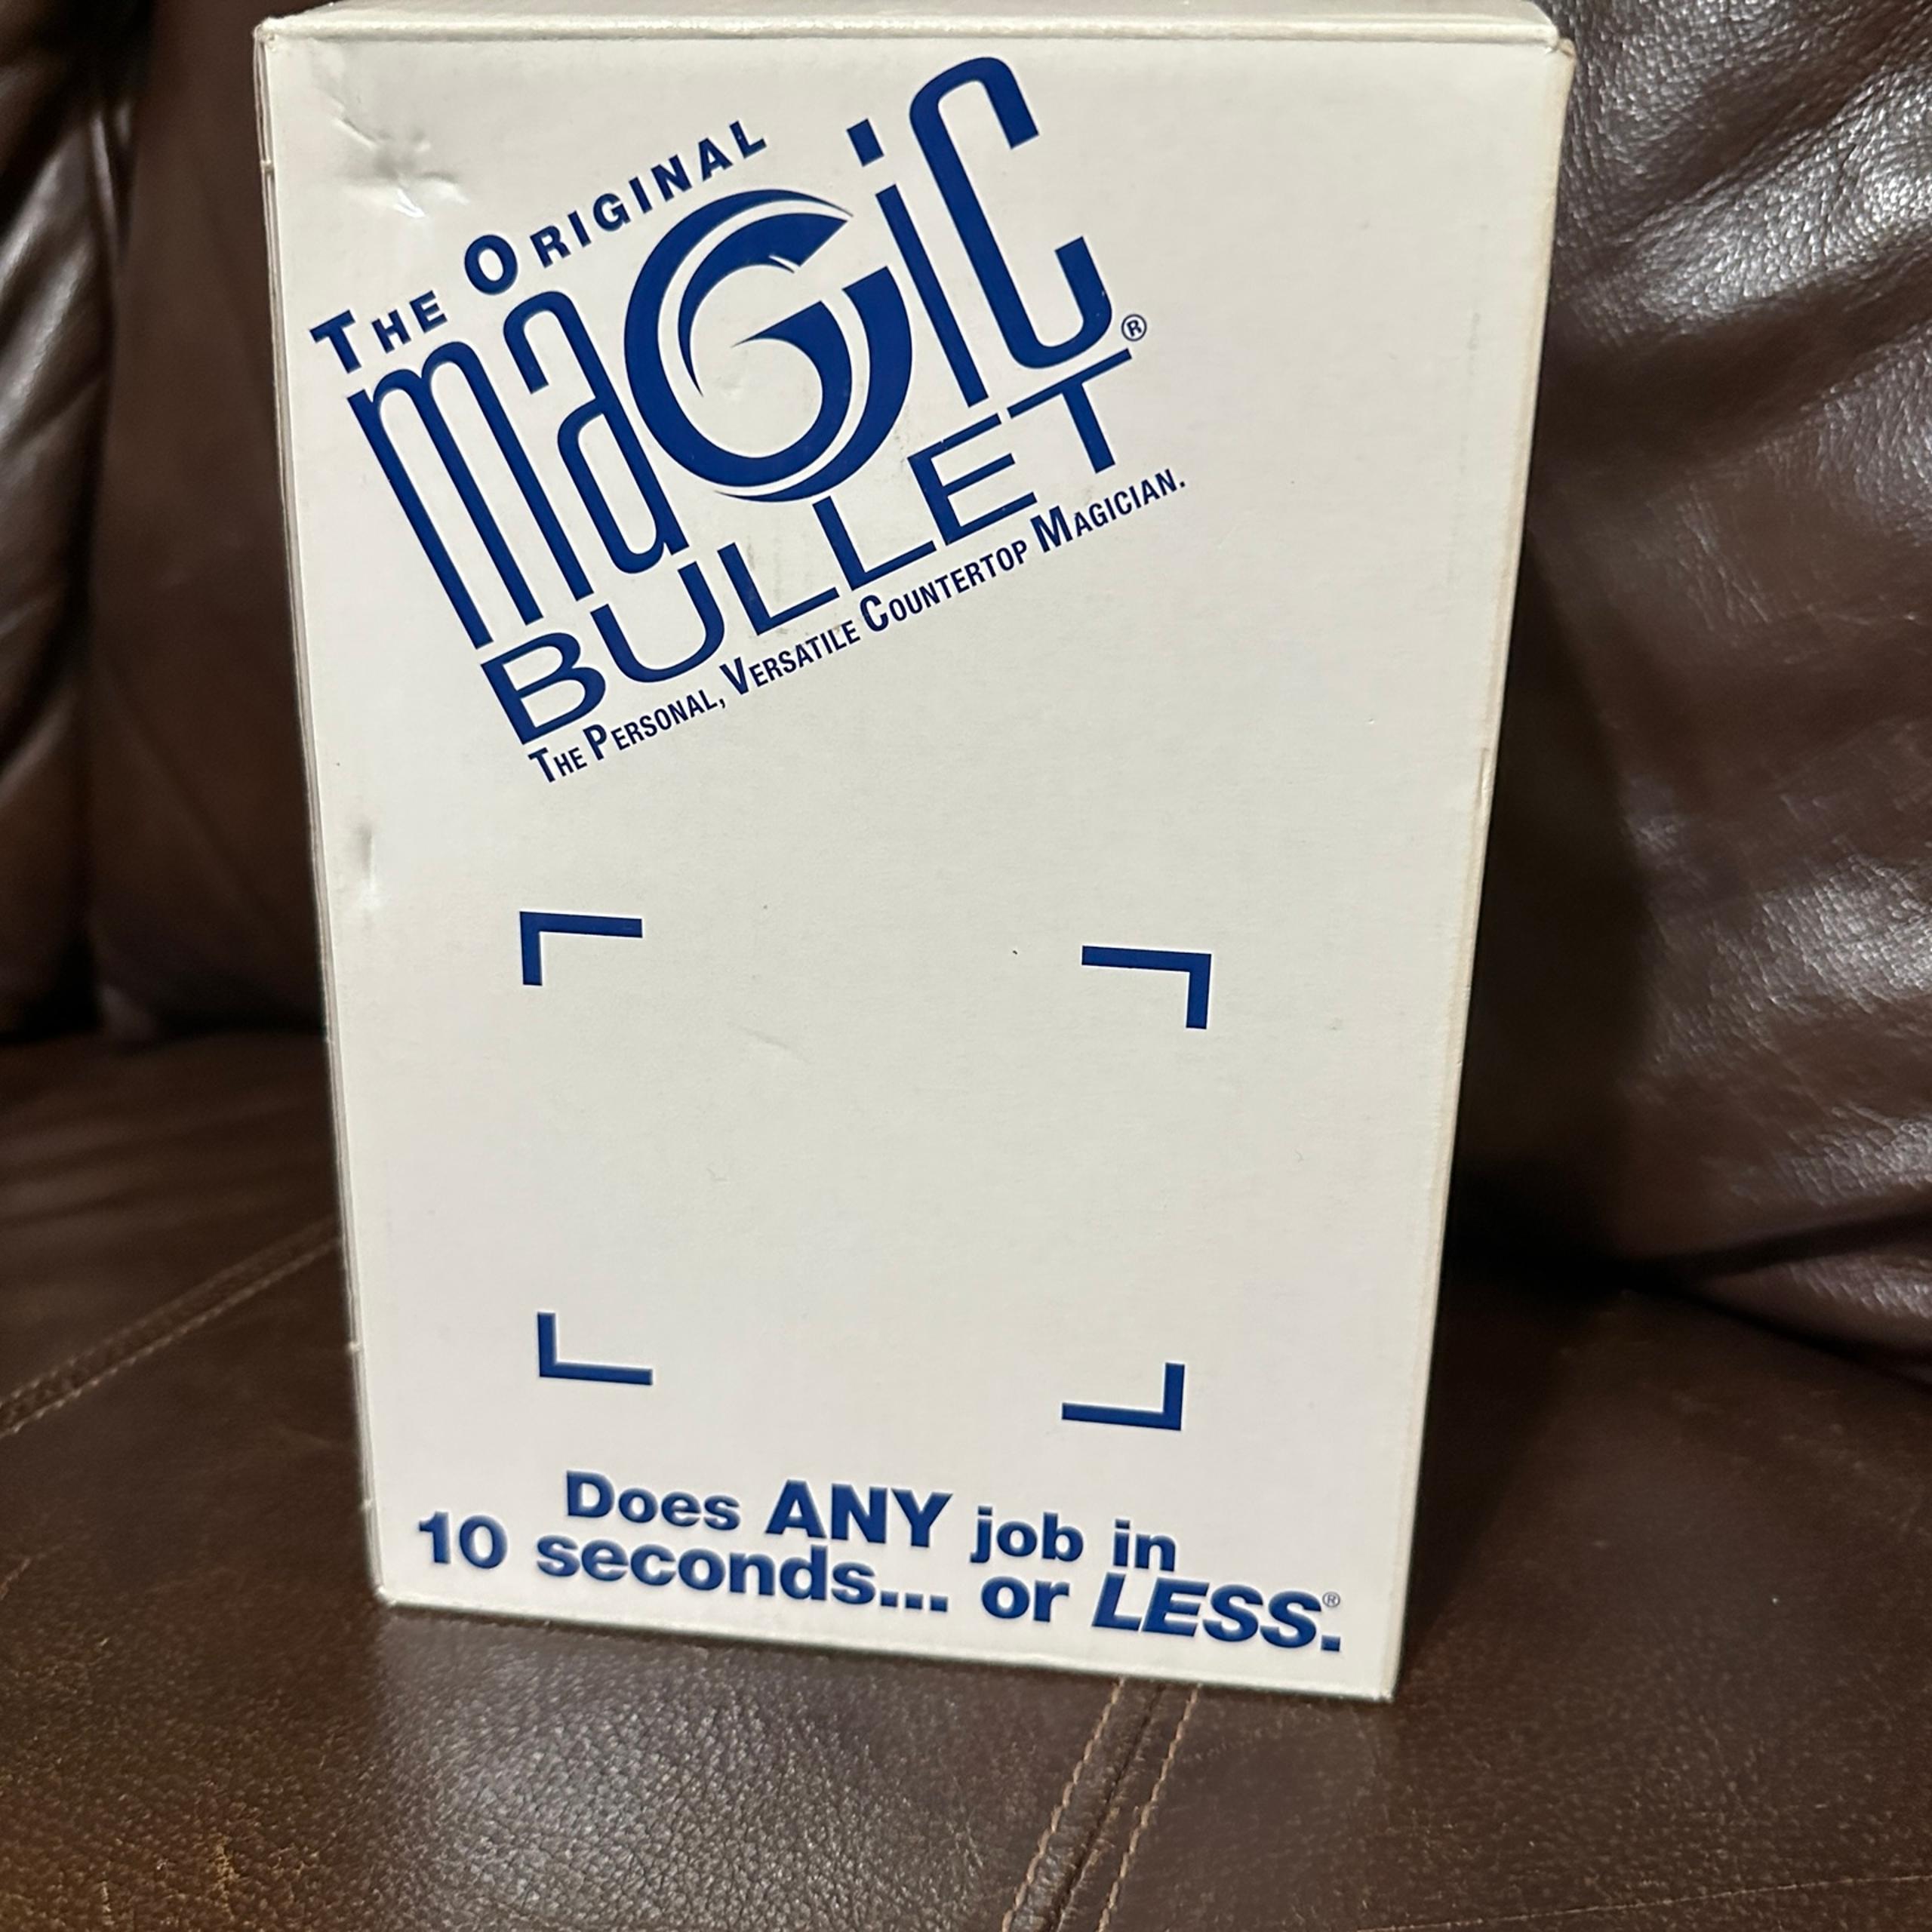 THE ORIGINAL
maGiC®
BULLET
THE PERSONAL, VERSATILE COUNTERTOP MAGICIAN.
Does ANY job in
10 seconds... or LESS.®